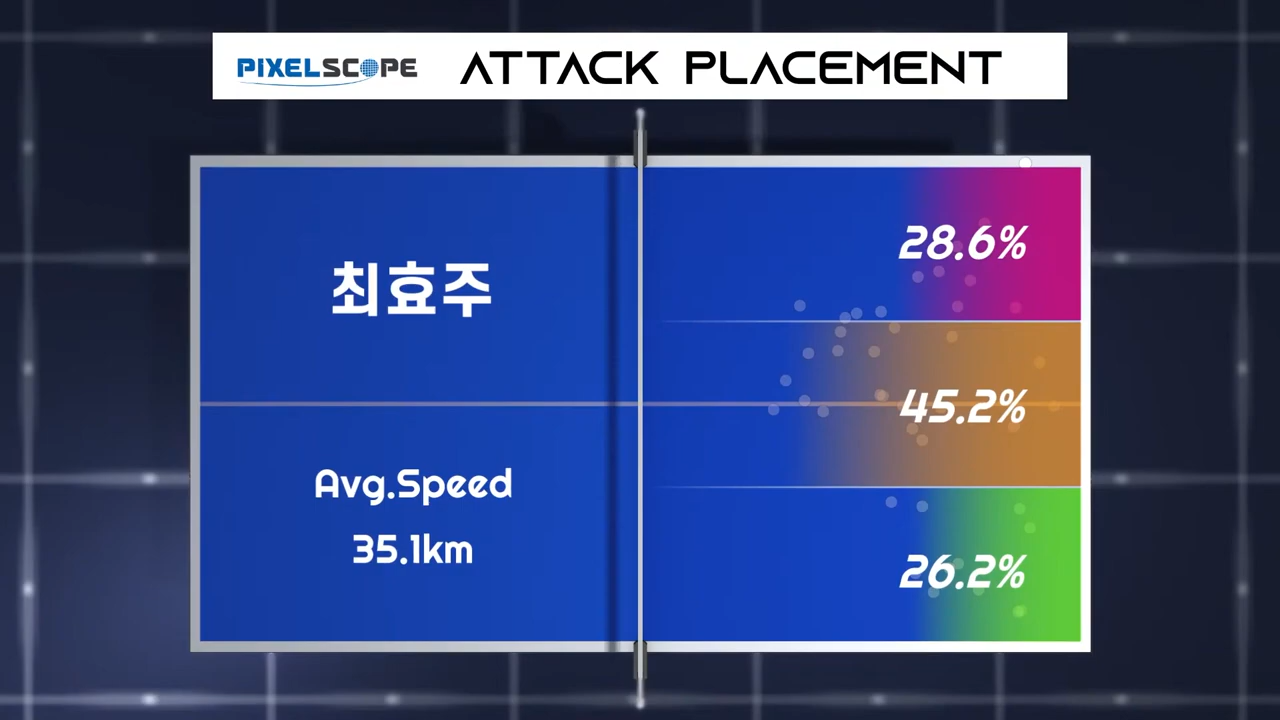 PIXELSCOPE ATTACK PLACEMENT
최효주
Avg.Speed
35.1km
28.6%
45.2%
26.2%